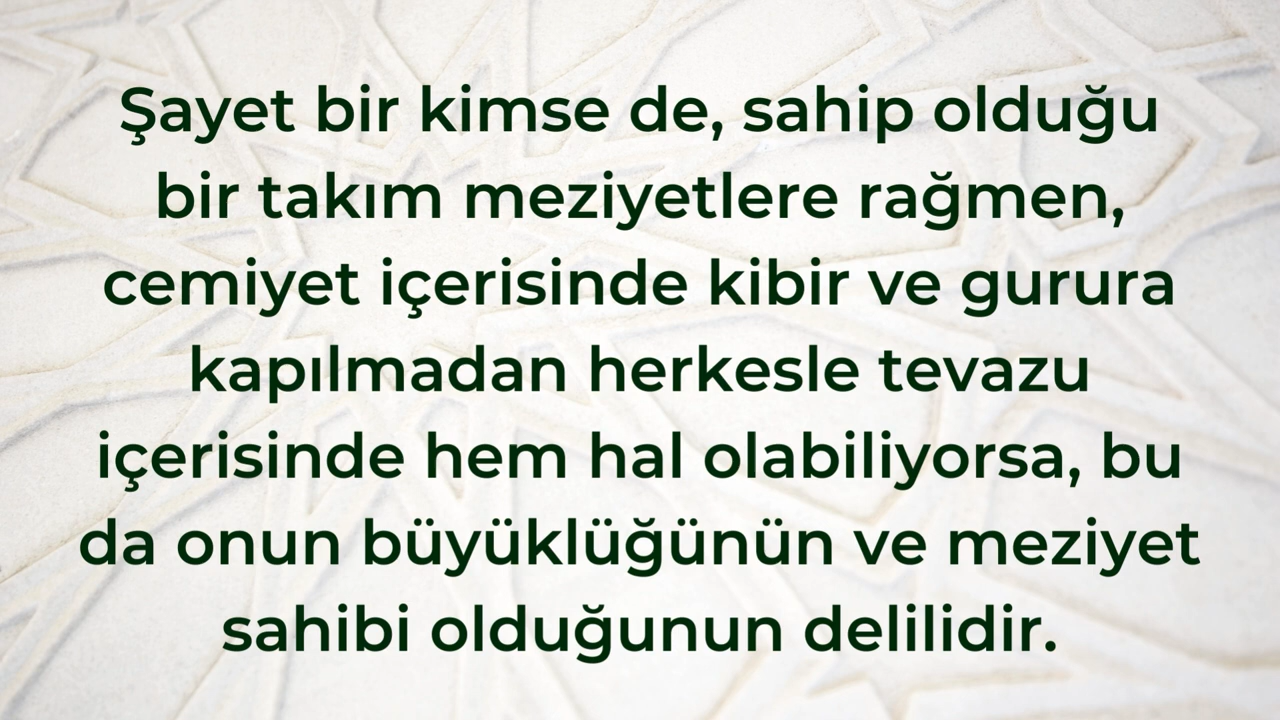 Şayet bir kimse de, sahip olduğu
bir takım meziyetlere rağmen,
cemiyet içerisinde kibir ve gurura
kapılmadan herkesle tevazu
içerisinde hem hal olabiliyorsa, bu
da onun büyüklüğünün ve meziyet
sahibi olduğunun delilidir.